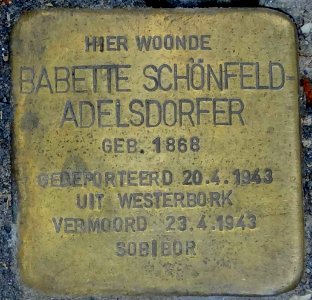 HIER WOONDE
BABETTE SCHÖNFELD-
ADELSDORFER
GEB. 1868
GEDEPORTEERD 20.4.1943
UIT WESTERBORK
VERMOORD 23.4.1943
SOBIBOR